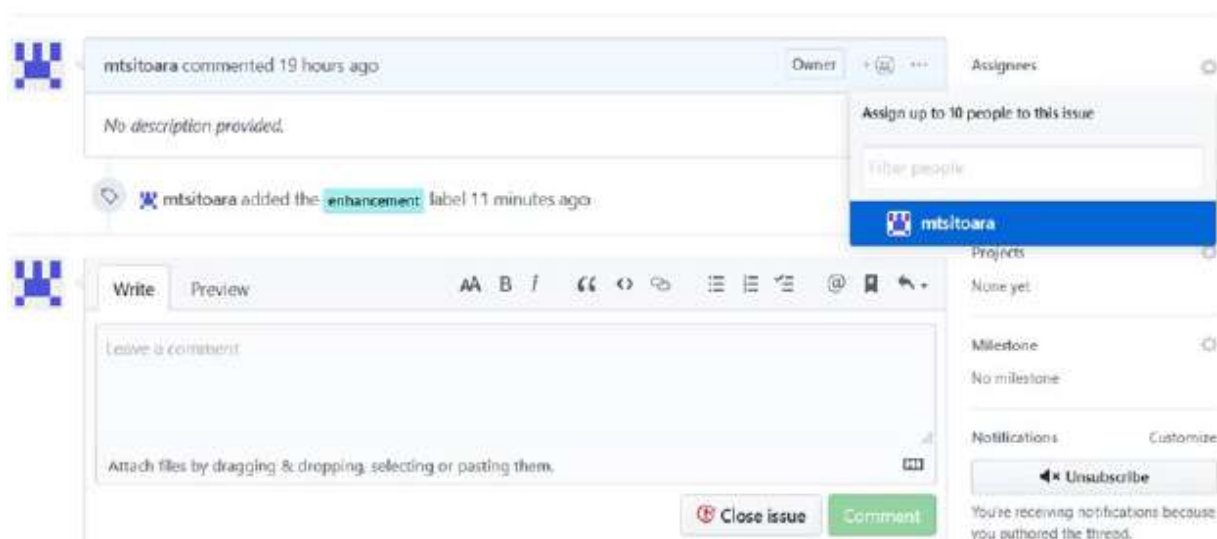 mtsitoara commented 19 hours ago
Owner
Assignees
No description provided.
Assign up to 10 people to this issue
Filter people
mtsitoara
mtsitoara added the enhancement label 11 minutes ago
Projects
None yet
Write
Preview
AA B i “ <> @
Leave a comment
Milestone
No milestone
Attach files by dragging & dropping, selecting or pasting them.
Notifications
Customize
Unsubscribe
Close issue
Comment
You're receiving notifications because
you authored the thread.